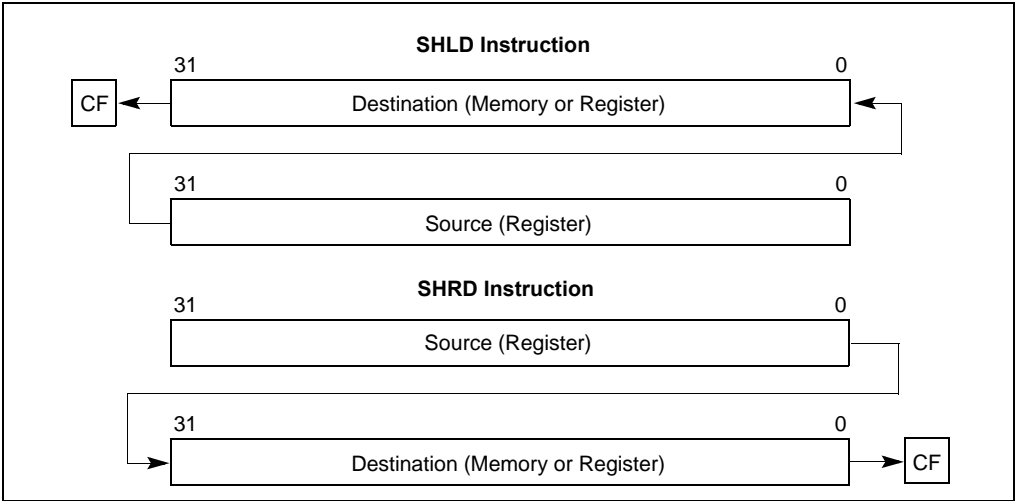 SHLD Instruction
31 0
CF Destination (Memory or Register)
31 0
Source (Register)
SHRD Instruction
31 0
Source (Register)
31 0
Destination (Memory or Register) CF